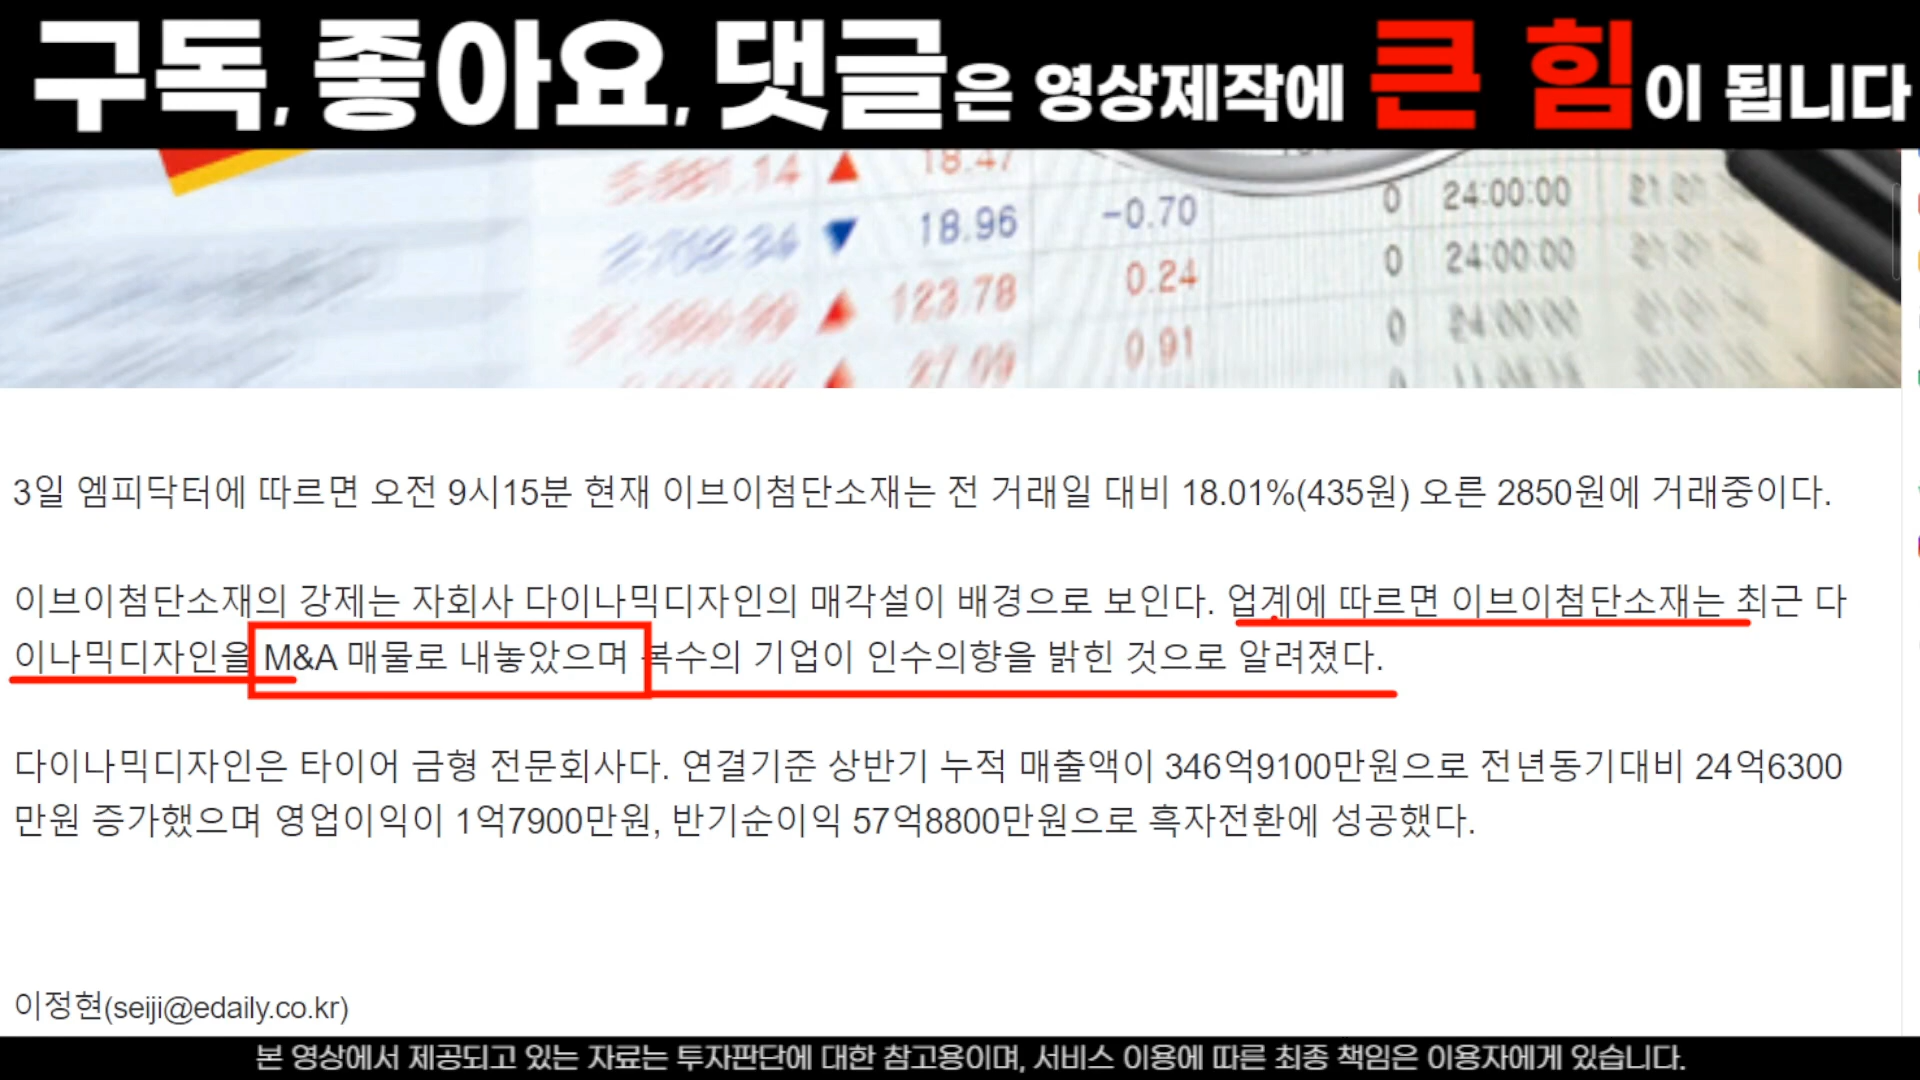 구독, 좋아요, 댓글은 영상제작에 큰 힘이 됩니다
18.47
18.96 -0.70 0 24:00:00
123.78 0.24 0 24:00:00
27.09 0.91 0 24:00:00
3일 엠피닥터에 따르면 오전 9시15분 현재 이브이첨단소재는 전 거래일 대비 18.01%(435원) 오른 2850원에 거래중이다.
이브이첨단소재의 강제는 자회사 다이나믹디자인의 매각설이 배경으로 보인다. 업계에 따르면 이브이첨단소재는 최근 다
이나믹디자인을 M&A 매물로 내놓았으며 복수의 기업이 인수의향을 밝힌 것으로 알려졌다.
다이나믹디자인은 타이어 금형 전문회사다. 연결기준 상반기 누적 매출액이 346억9100만원으로 전년동기대비 24억6300
만원 증가했으며 영업이익이 1억7900만원, 반기순이익 57억8800만원으로 흑자전환에 성공했다.
이정현(seiji@edaily.co.kr)
본 영상에서 제공되고 있는 자료는 투자판단에 대한 참고용이며, 서비스 이용에 따른 최종 책임은 이용자에게 있습니다.